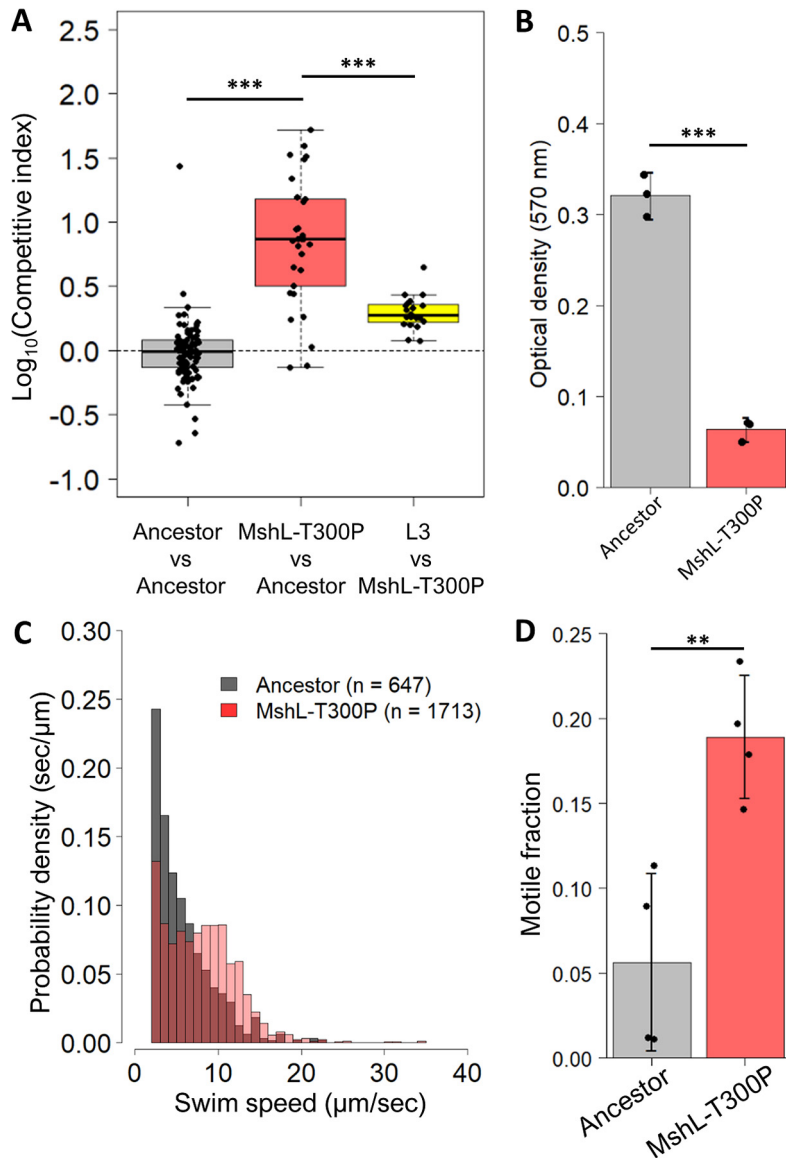 A
Log10(Competitive index)
2.5
2.0
1.5
1.0
0.5
0.0
-0.5
-1.0
***
***
Ancestor MshL-T300P L3
vs vs vs
Ancestor Ancestor MshL-T300P
B
Optical density (570 nm)
0.5
0.4
0.3
0.2
0.1
0.0
***
Ancestor
MshL-T300P
C
Probability density (sec/µm)
0.30
0.25
0.20
0.15
0.10
0.05
0.00
Ancestor (n = 647)
MshL-T300P (n = 1713)
0 10 20 30 40
Swim speed (µm/sec)
D
Motile fraction
0.25
0.20
0.15
0.10
0.05
0.00
**
Ancestor
MshL-T300P